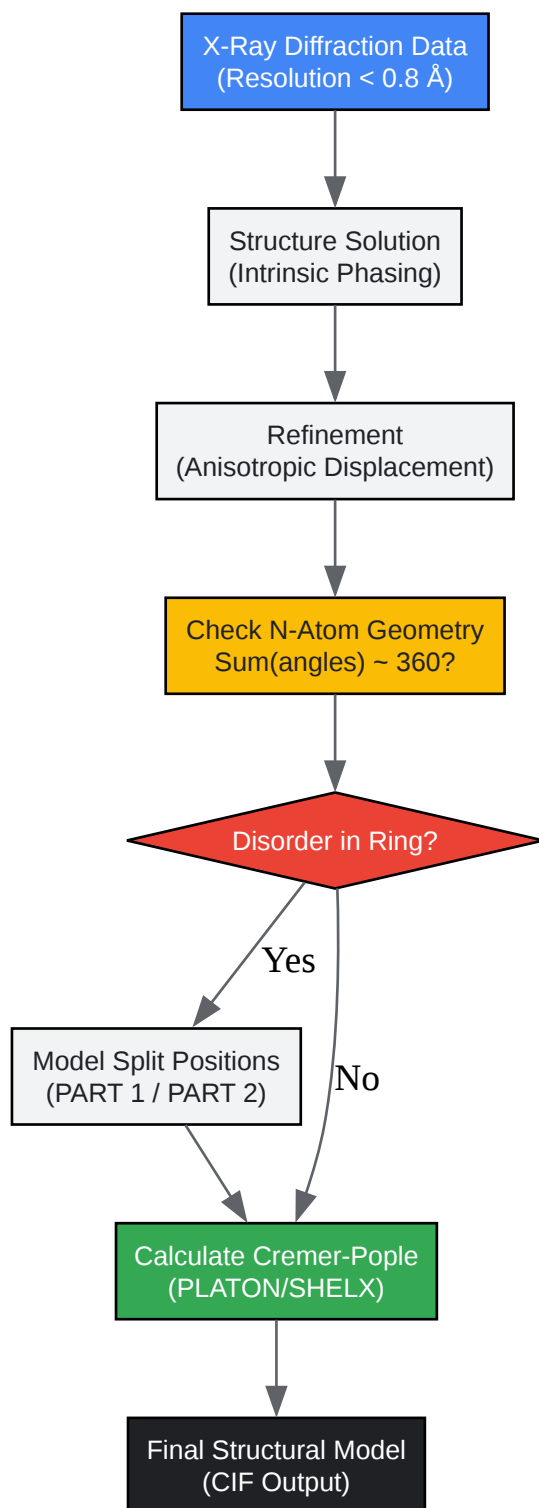 X-Ray Diffraction Data
(Resolution < 0.8 Å)
Structure Solution
(Intrinsic Phasing)
Refinement
(Anisotropic Displacement)
Check N-Atom Geometry
Sum(angles) ~ 360?
Disorder in Ring?
Yes
Model Split Positions
(PART 1 / PART 2)
No
Calculate Cremer-Pople
(PLATON/SHELX)
Final Structural Model
(CIF Output)